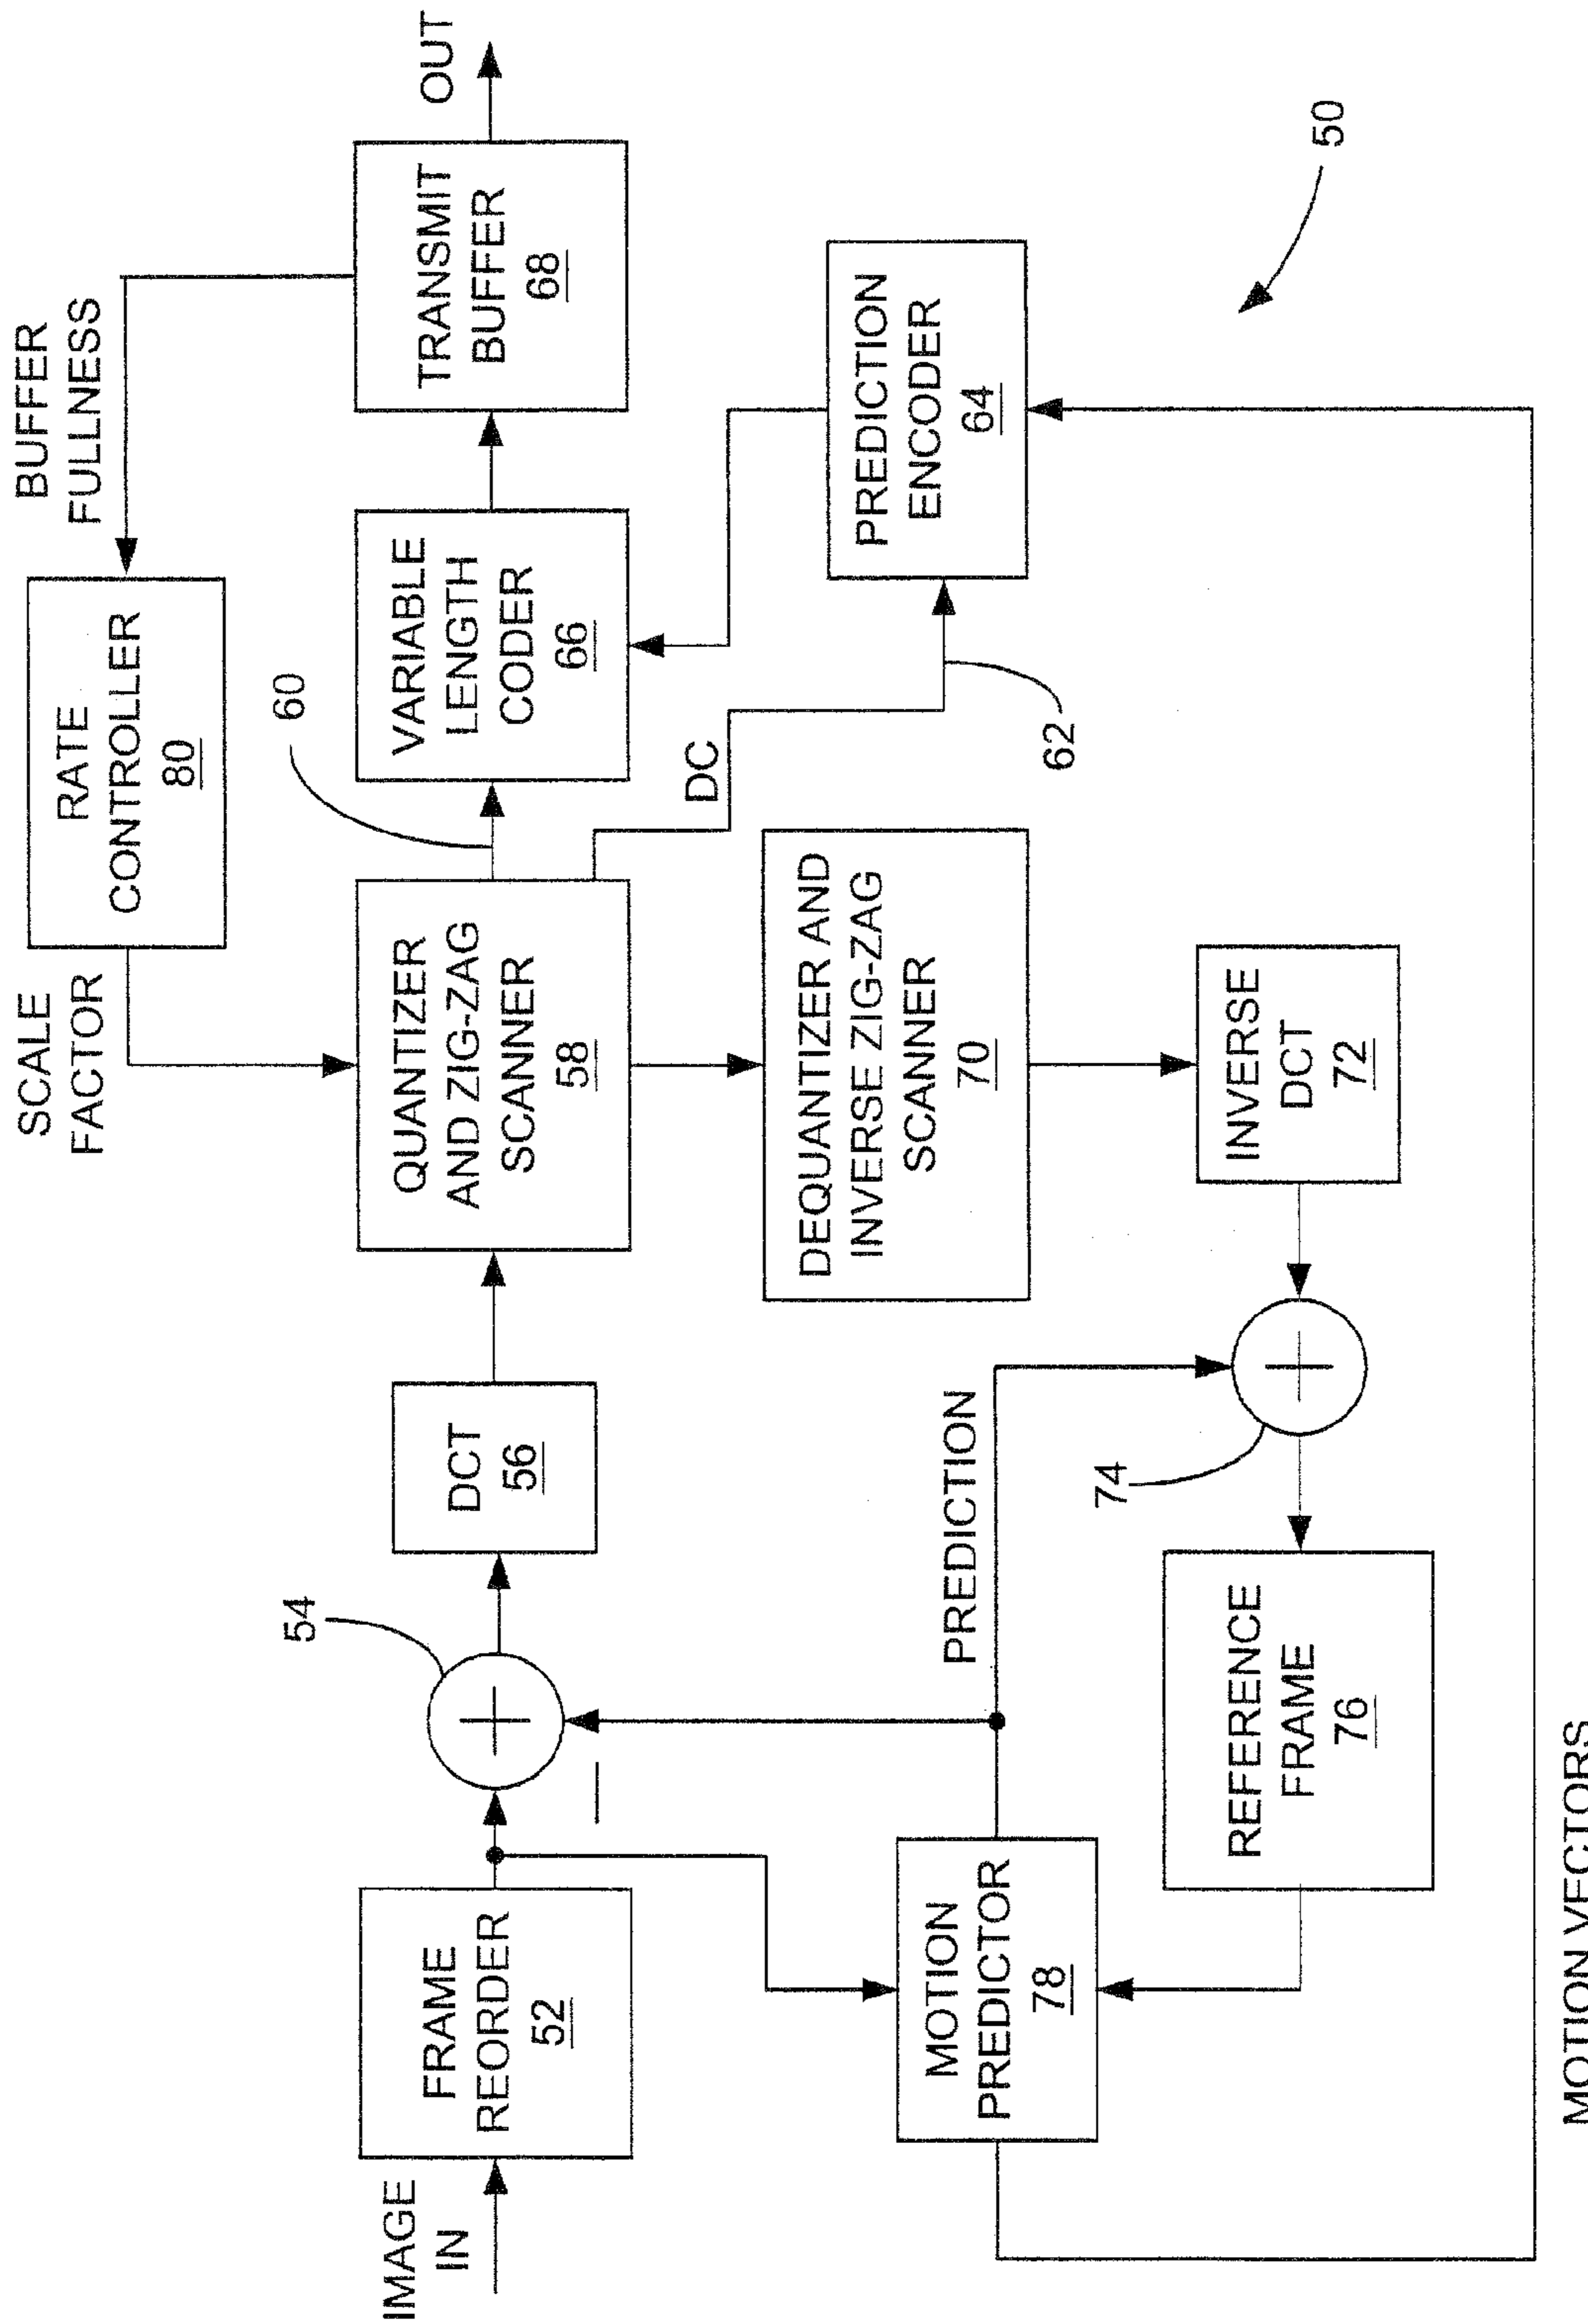 BUFFER
FULLNESS
SCALE
FACTOR
RATE
CONTROLLER
80
OUT
60
54
IMAGE
IN
FRAME
REORDER
52
DCT
56
QUANTIZER
AND ZIG-ZAG
SCANNER
58
VARIABLE
LENGTH
CODER
66
TRANSMIT
BUFFER
68
DC
62
PREDICTION
ENCODER
64
DEQUANTIZER AND
INVERSE ZIG-ZAG
SCANNER
70
PREDICTION
MOTION
PREDICTOR
78
74
REFERENCE
FRAME
76
INVERSE
DCT
72
50
MOTION VECTORS